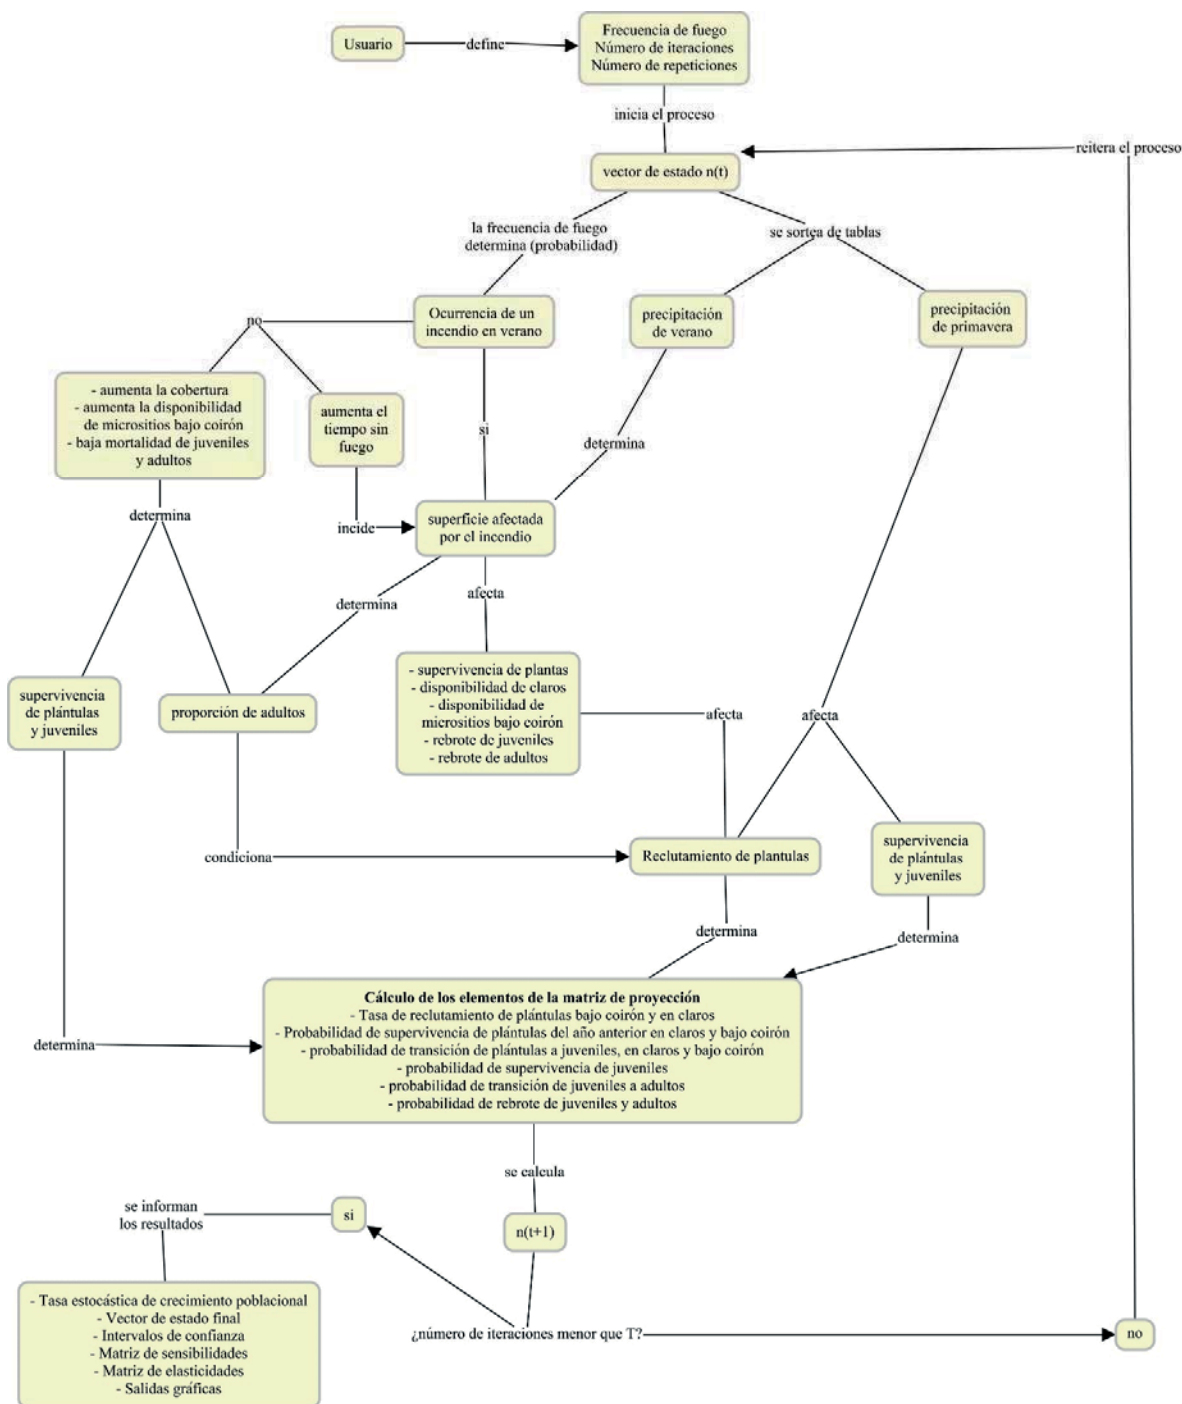 Usuario
define
Frecuencia de fuego
Número de iteraciones
Número de repeticiones
inicia el proceso
reitera el proceso
vector de estado n(t)
la frecuencia de fuego
determina (probabilidad)
se sortea de tablas
Ocurrencia de un
incendio en verano
precipitación
de verano
precipitación
de primavera
no
- aumenta la cobertura
- aumenta la disponibilidad
de micrositios bajo coirón
- baja mortalidad de juveniles
y adultos
aumenta el
tiempo sin
fuego
si
determina
determina
incide
superficie afectada
por el incendio
determina
afecta
supervivencia
de plántulas
y juveniles
proporción de adultos
- supervivencia de plantas
- disponibilidad de claros
- disponibilidad de
micrositios bajo coirón
- rebrote de juveniles
- rebrote de adultos
afecta
afecta
condiciona
Reclutamiento de plantulas
supervivencia
de plántulas
y juveniles
determina
determina
determina
Cálculo de los elementos de la matriz de proyección
- Tasa de reclutamiento de plántulas bajo coirón y en claros
- Probabilidad de supervivencia de plántulas del año anterior en claros y bajo coirón
- probabilidad de transición de plántulas a juveniles, en claros y bajo coirón
- probabilidad de supervivencia de juveniles
- probabilidad de transición de juveniles a adultos
- probabilidad de rebrote de juveniles y adultos
se calcula
se informan
los resultados
si
n(t+1)
- Tasa estocástica de crecimiento poblacional
- Vector de estado final
- Intervalos de confianza
- Matriz de sensibilidades
- Matriz de elasticidades
- Salidas gráficas
¿número de iteraciones menor que T?
no